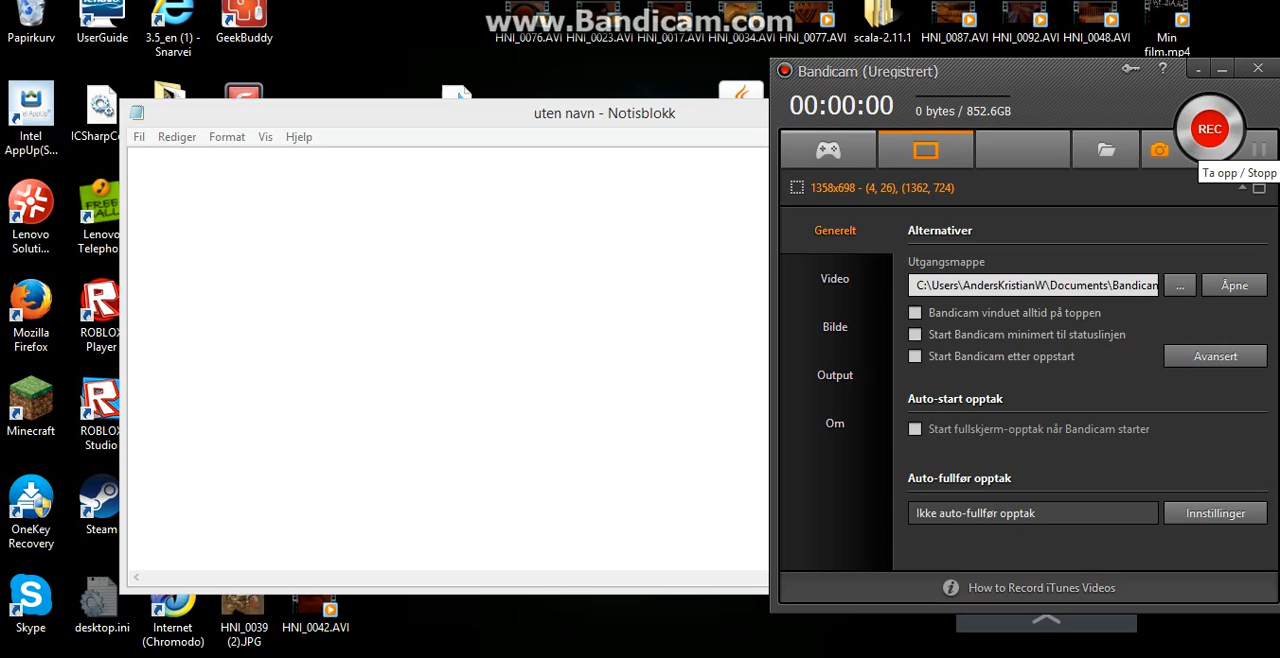 www.Bandicam.com
Papirkurv
UserGuide
3.5_en (1) -
Snarvei
GeekBuddy
HNI_0076.AVI
HNI_0023.AVI
HNI_0017.AVI
HNI_0034.AVI
HNI_0077.AVI
scala-2.11.1
HNI_0087.AVI
HNI_0092.AVI
HNI_0048.AVI
Min
film.mp4
Intel
AppUp(S...
ICSharpCo
Lenovo
Soluti...
FREE
CALL
Lenovo
Telepho
Mozilla
Firefox
ROBLOX
Player
Minecraft
ROBLOX
Studio
OneKey
Recovery
Steam
Skype
desktop.ini
Internet
(Chromodo)
HNI_0039
(2).JPG
HNI_0042.AVI
uten navn - Notisblokk
Fil Rediger Format Vis Hjelp
Bandicam (Uregistrert)
00:00:00
0 bytes / 852.6GB
REC
Ta opp / Stopp
1358x698 - (4, 26), (1362, 724)
Generelt
Video
Bilde
Output
Om
Alternativer
Utgangsmappe
C:\Users\AndersKristianW\Documents\Bandican
...
Åpne
Bandicam vinduet alltid på toppen
Start Bandicam minimert til statuslinjen
Start Bandicam etter oppstart
Avansert
Auto-start opptak
Start fullskjerm-opptak når Bandicam starter
Auto-fullfør opptak
Ikke auto-fullfør opptak
Innstillinger
How to Record iTunes Videos